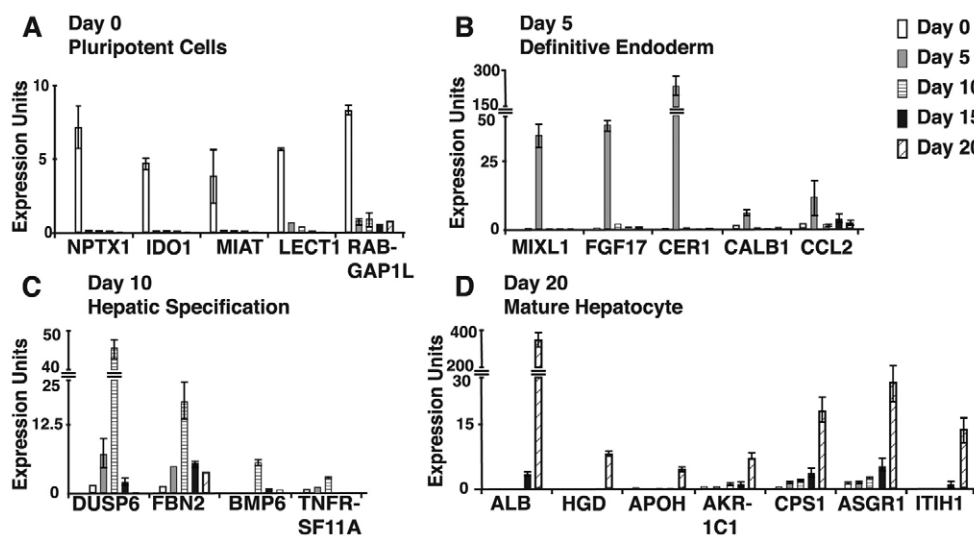 A Day 0
Pluripotent Cells
Expression Units
10
5
0
NPTX1 IDO1 MIAT LECT1 RAB-
GAP1L
B Day 5
Definitive Endoderm
Expression Units
300
150
50
25
0
MIXL1 FGF17 CER1 CALB1 CCL2
Day 0
Day 5
Day 10
Day 15
Day 20
C Day 10
Hepatic Specification
Expression Units
50
40
25
12.5
0
DUSP6 FBN2 BMP6 TNFR-
SF11A
D Day 20
Mature Hepatocyte
Expression Units
400
200
30
15
0
ALB HGD APOH AKR- CPS1 ASGR1 ITIH1
1C1